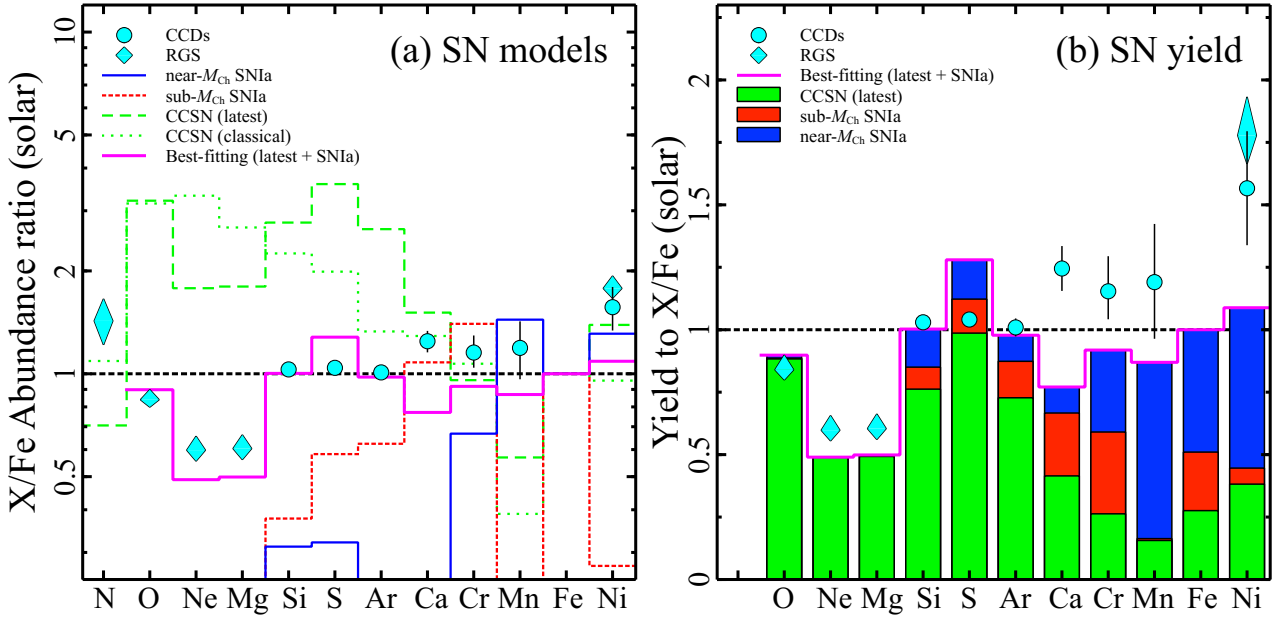 X/Fe Abundance ratio (solar)
10
5
2
1
0.5
(a) SN models
CCDs
RGS
near-MCh SNIa
sub-MCh SNIa
CCSN (latest)
CCSN (classical)
Best-fitting (latest + SNIa)
N O Ne Mg Si S Ar Ca Cr Mn Fe Ni
Yield to X/Fe (solar)
2
1.5
1
0.5
0
(b) SN yield
CCDs
RGS
Best-fitting (latest + SNIa)
CCSN (latest)
sub-MCh SNIa
near-MCh SNIa
O Ne Mg Si S Ar Ca Cr Mn Fe Ni